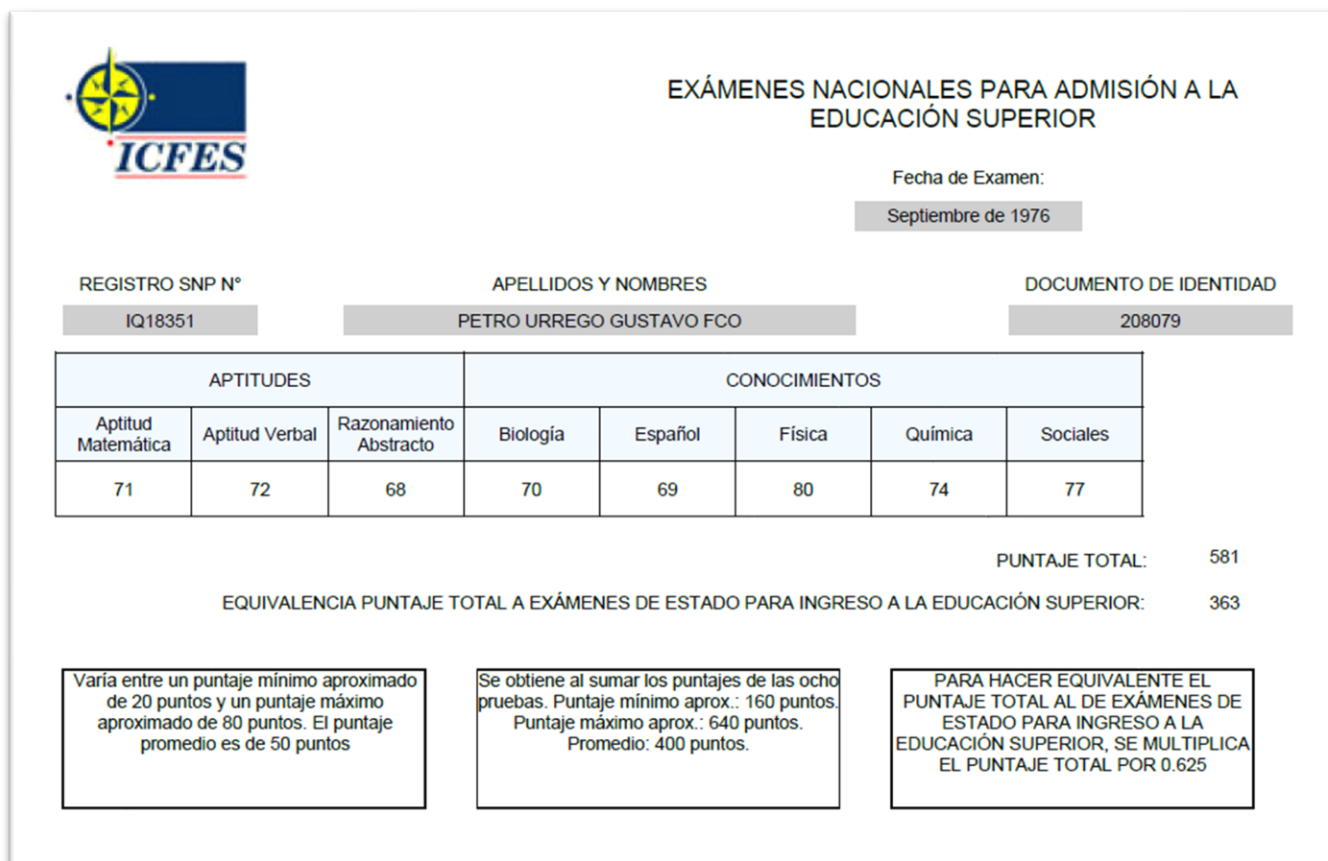 ICFES
EXÁMENES NACIONALES PARA ADMISIÓN A LA
EDUCACIÓN SUPERIOR
Fecha de Examen:
Septiembre de 1976
REGISTRO SNP N° APELLIDOS Y NOMBRES DOCUMENTO DE IDENTIDAD
IQ18351 PETRO URREGO GUSTAVO FCO 208079
APTITUDES CONOCIMIENTOS
Aptitud
Matemática
Aptitud Verbal
Razonamiento
Abstracto
Biología Español Física Química Sociales
71 72 68 70 69 80 74 77
PUNTAJE TOTAL: 581
EQUIVALENCIA PUNTAJE TOTAL A EXÁMENES DE ESTADO PARA INGRESO A LA EDUCACIÓN SUPERIOR: 363
Varía entre un puntaje mínimo aproximado
de 20 puntos y un puntaje máximo
aproximado de 80 puntos. El puntaje
promedio es de 50 puntos
Se obtiene al sumar los puntajes de las ocho
pruebas. Puntaje mínimo aprox.: 160 puntos.
Puntaje máximo aprox.: 640 puntos.
Promedio: 400 puntos.
PARA HACER EQUIVALENTE EL
PUNTAJE TOTAL AL DE EXÁMENES DE
ESTADO PARA INGRESO A LA
EDUCACIÓN SUPERIOR, SE MULTIPLICA
EL PUNTAJE TOTAL POR 0.625